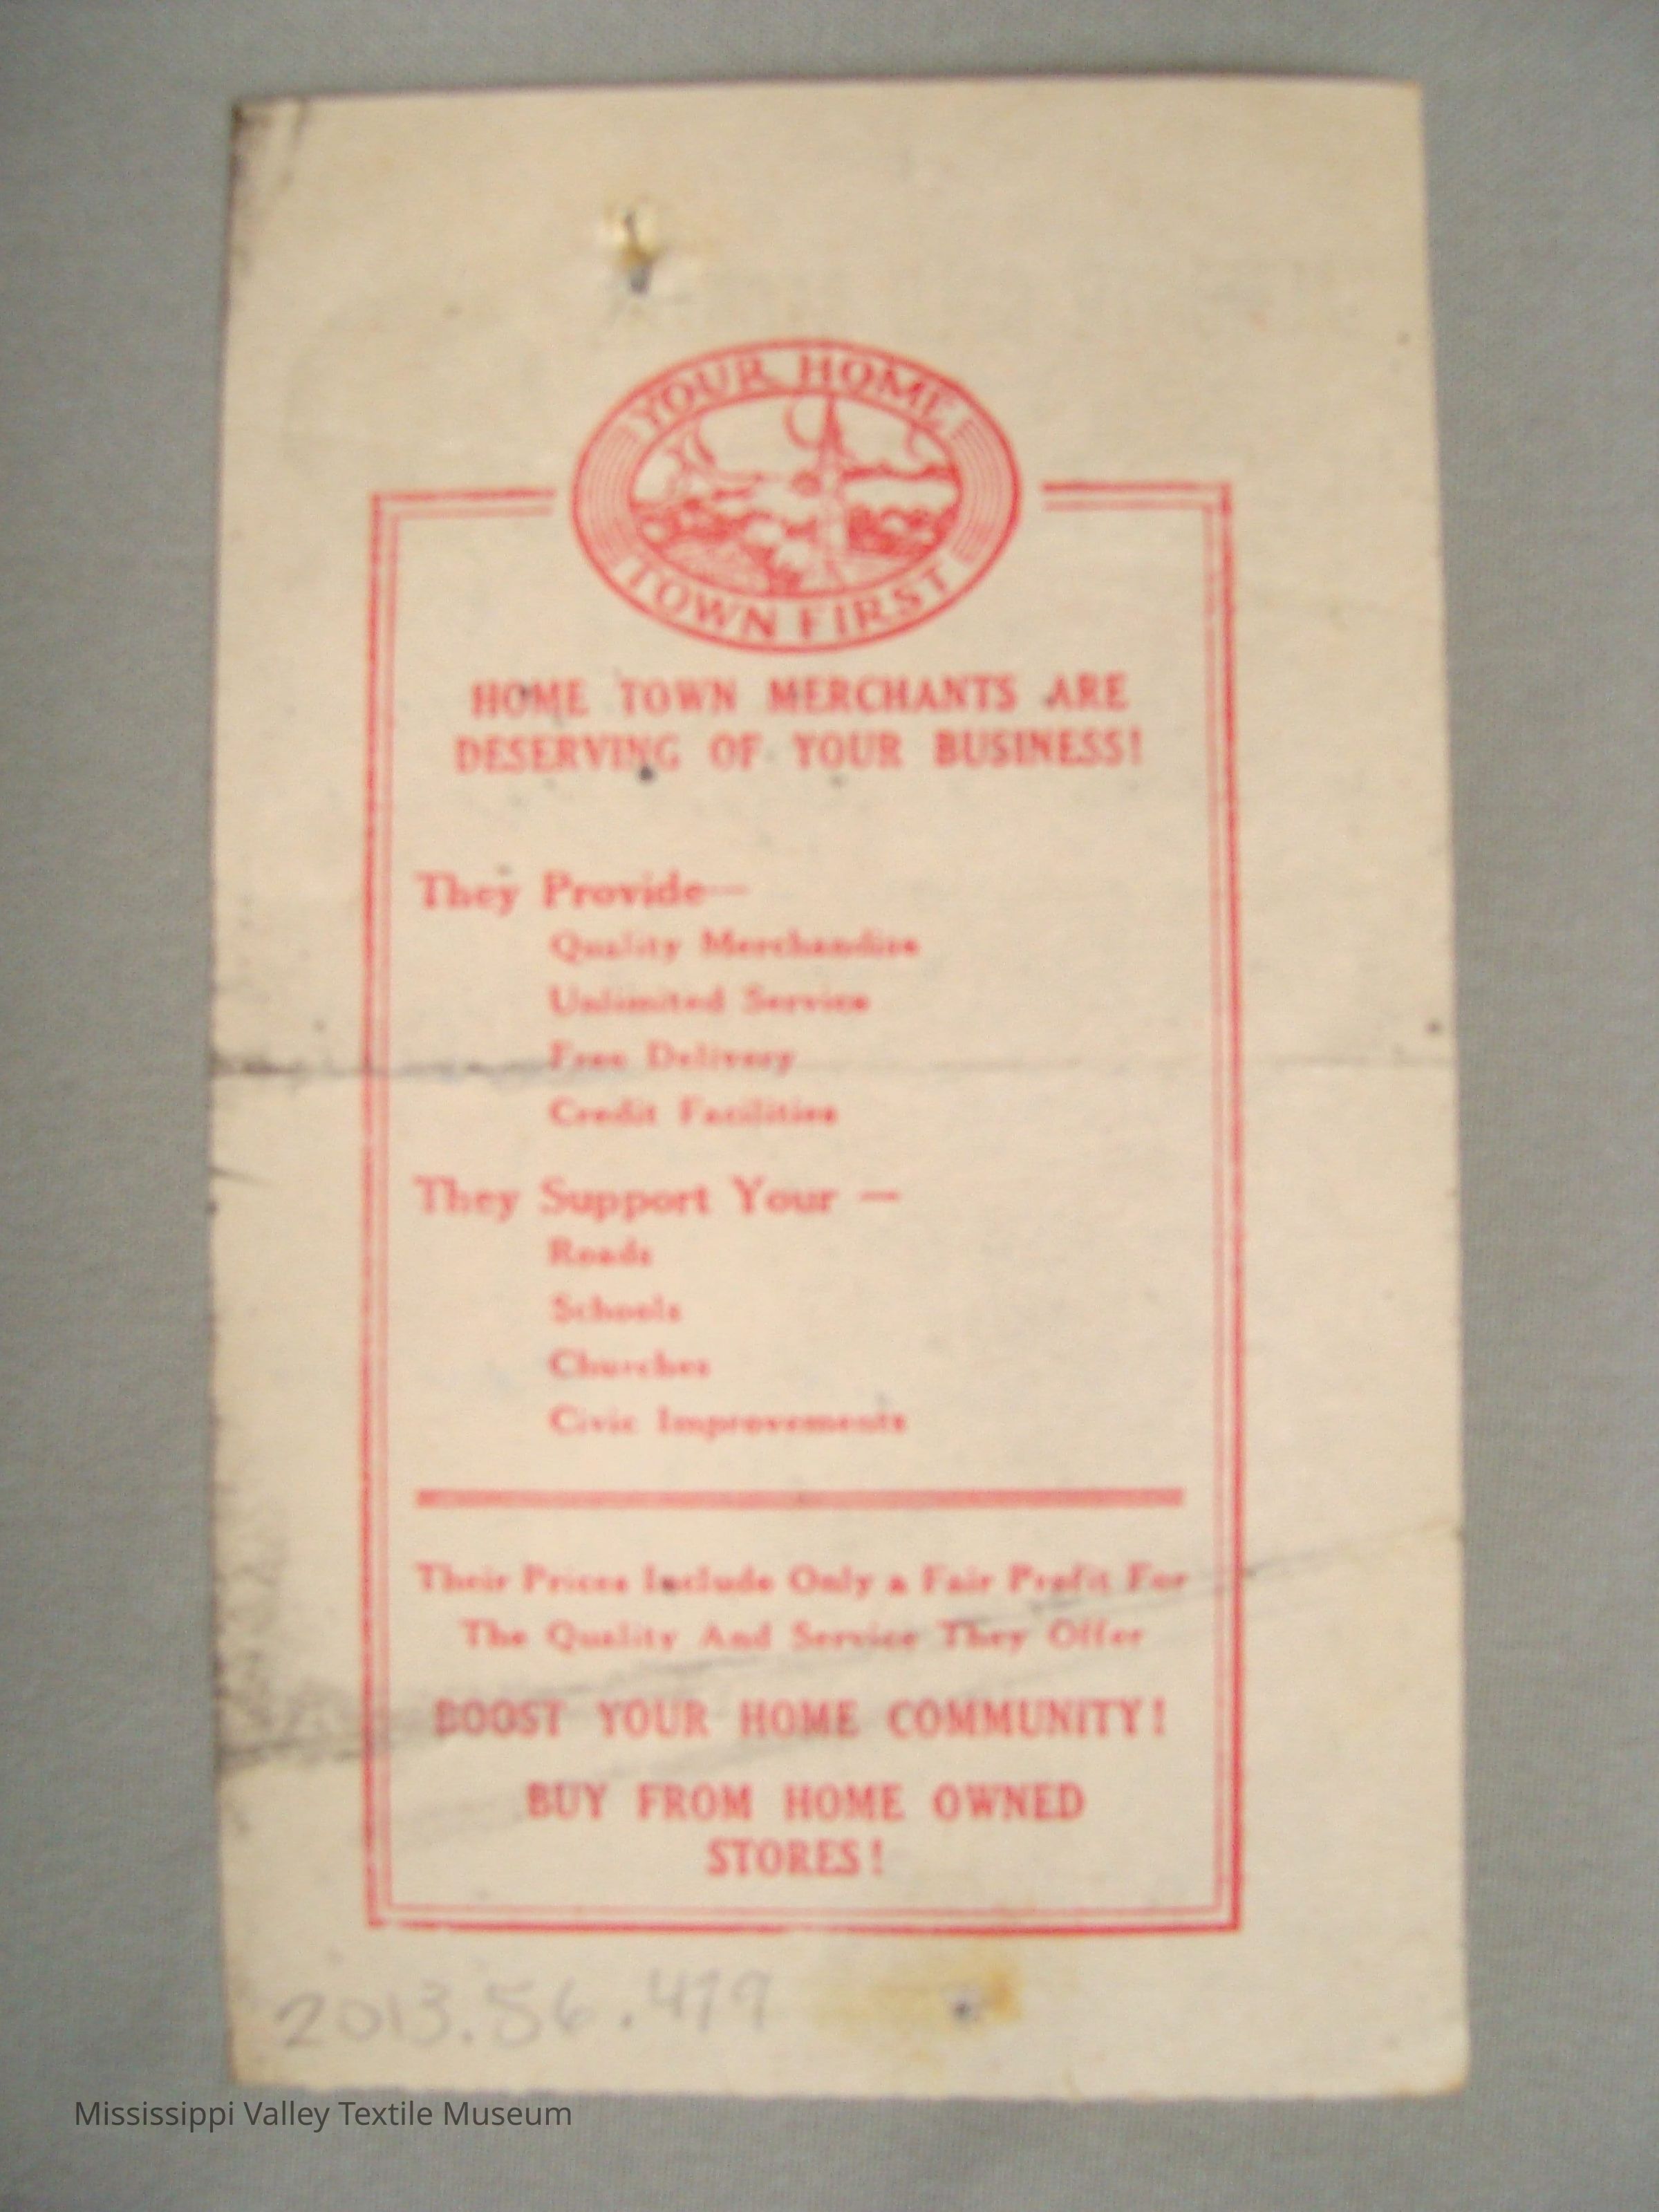 YOUR HOME
TOWN FIRST
HOME TOWN MERCHANTS ARE
DESERVING OF YOUR BUSINESS!
They Provide—
Quality Merchandise
Unlimited Service
Free Delivery
Credit Facilities
They Support Your —
Roads
Schools
Churches
Civic Improvements
Their Prices Include Only a Fair Profit For
The Quality And Service They Offer
BOOST YOUR HOME COMMUNITY!
BUY FROM HOME OWNED
STORES!
2013.56.479
Mississippi Valley Textile Museum